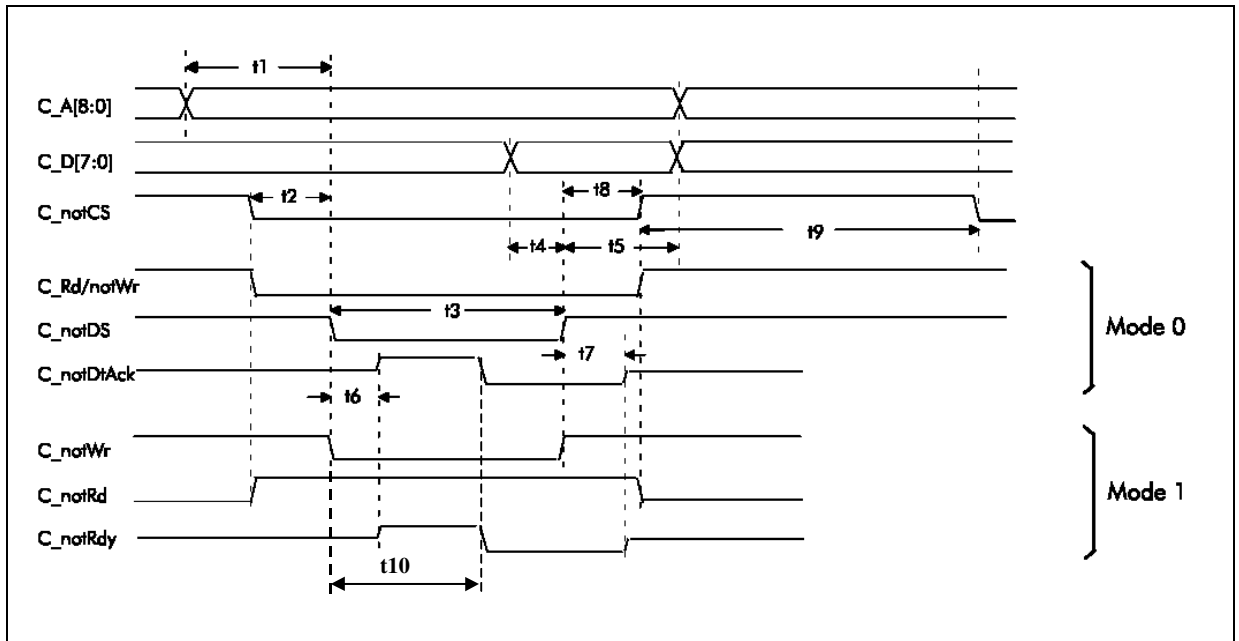 t1
C_A[8:0]
C_D[7:0]
t8
t2
C_notCS
t9
t4
t5
C_Rd/notWr
t3
C_notDS
Mode 0
t7
C_notDtAck
t6
C_notWr
C_notRd
Mode 1
C_notRdy
t10